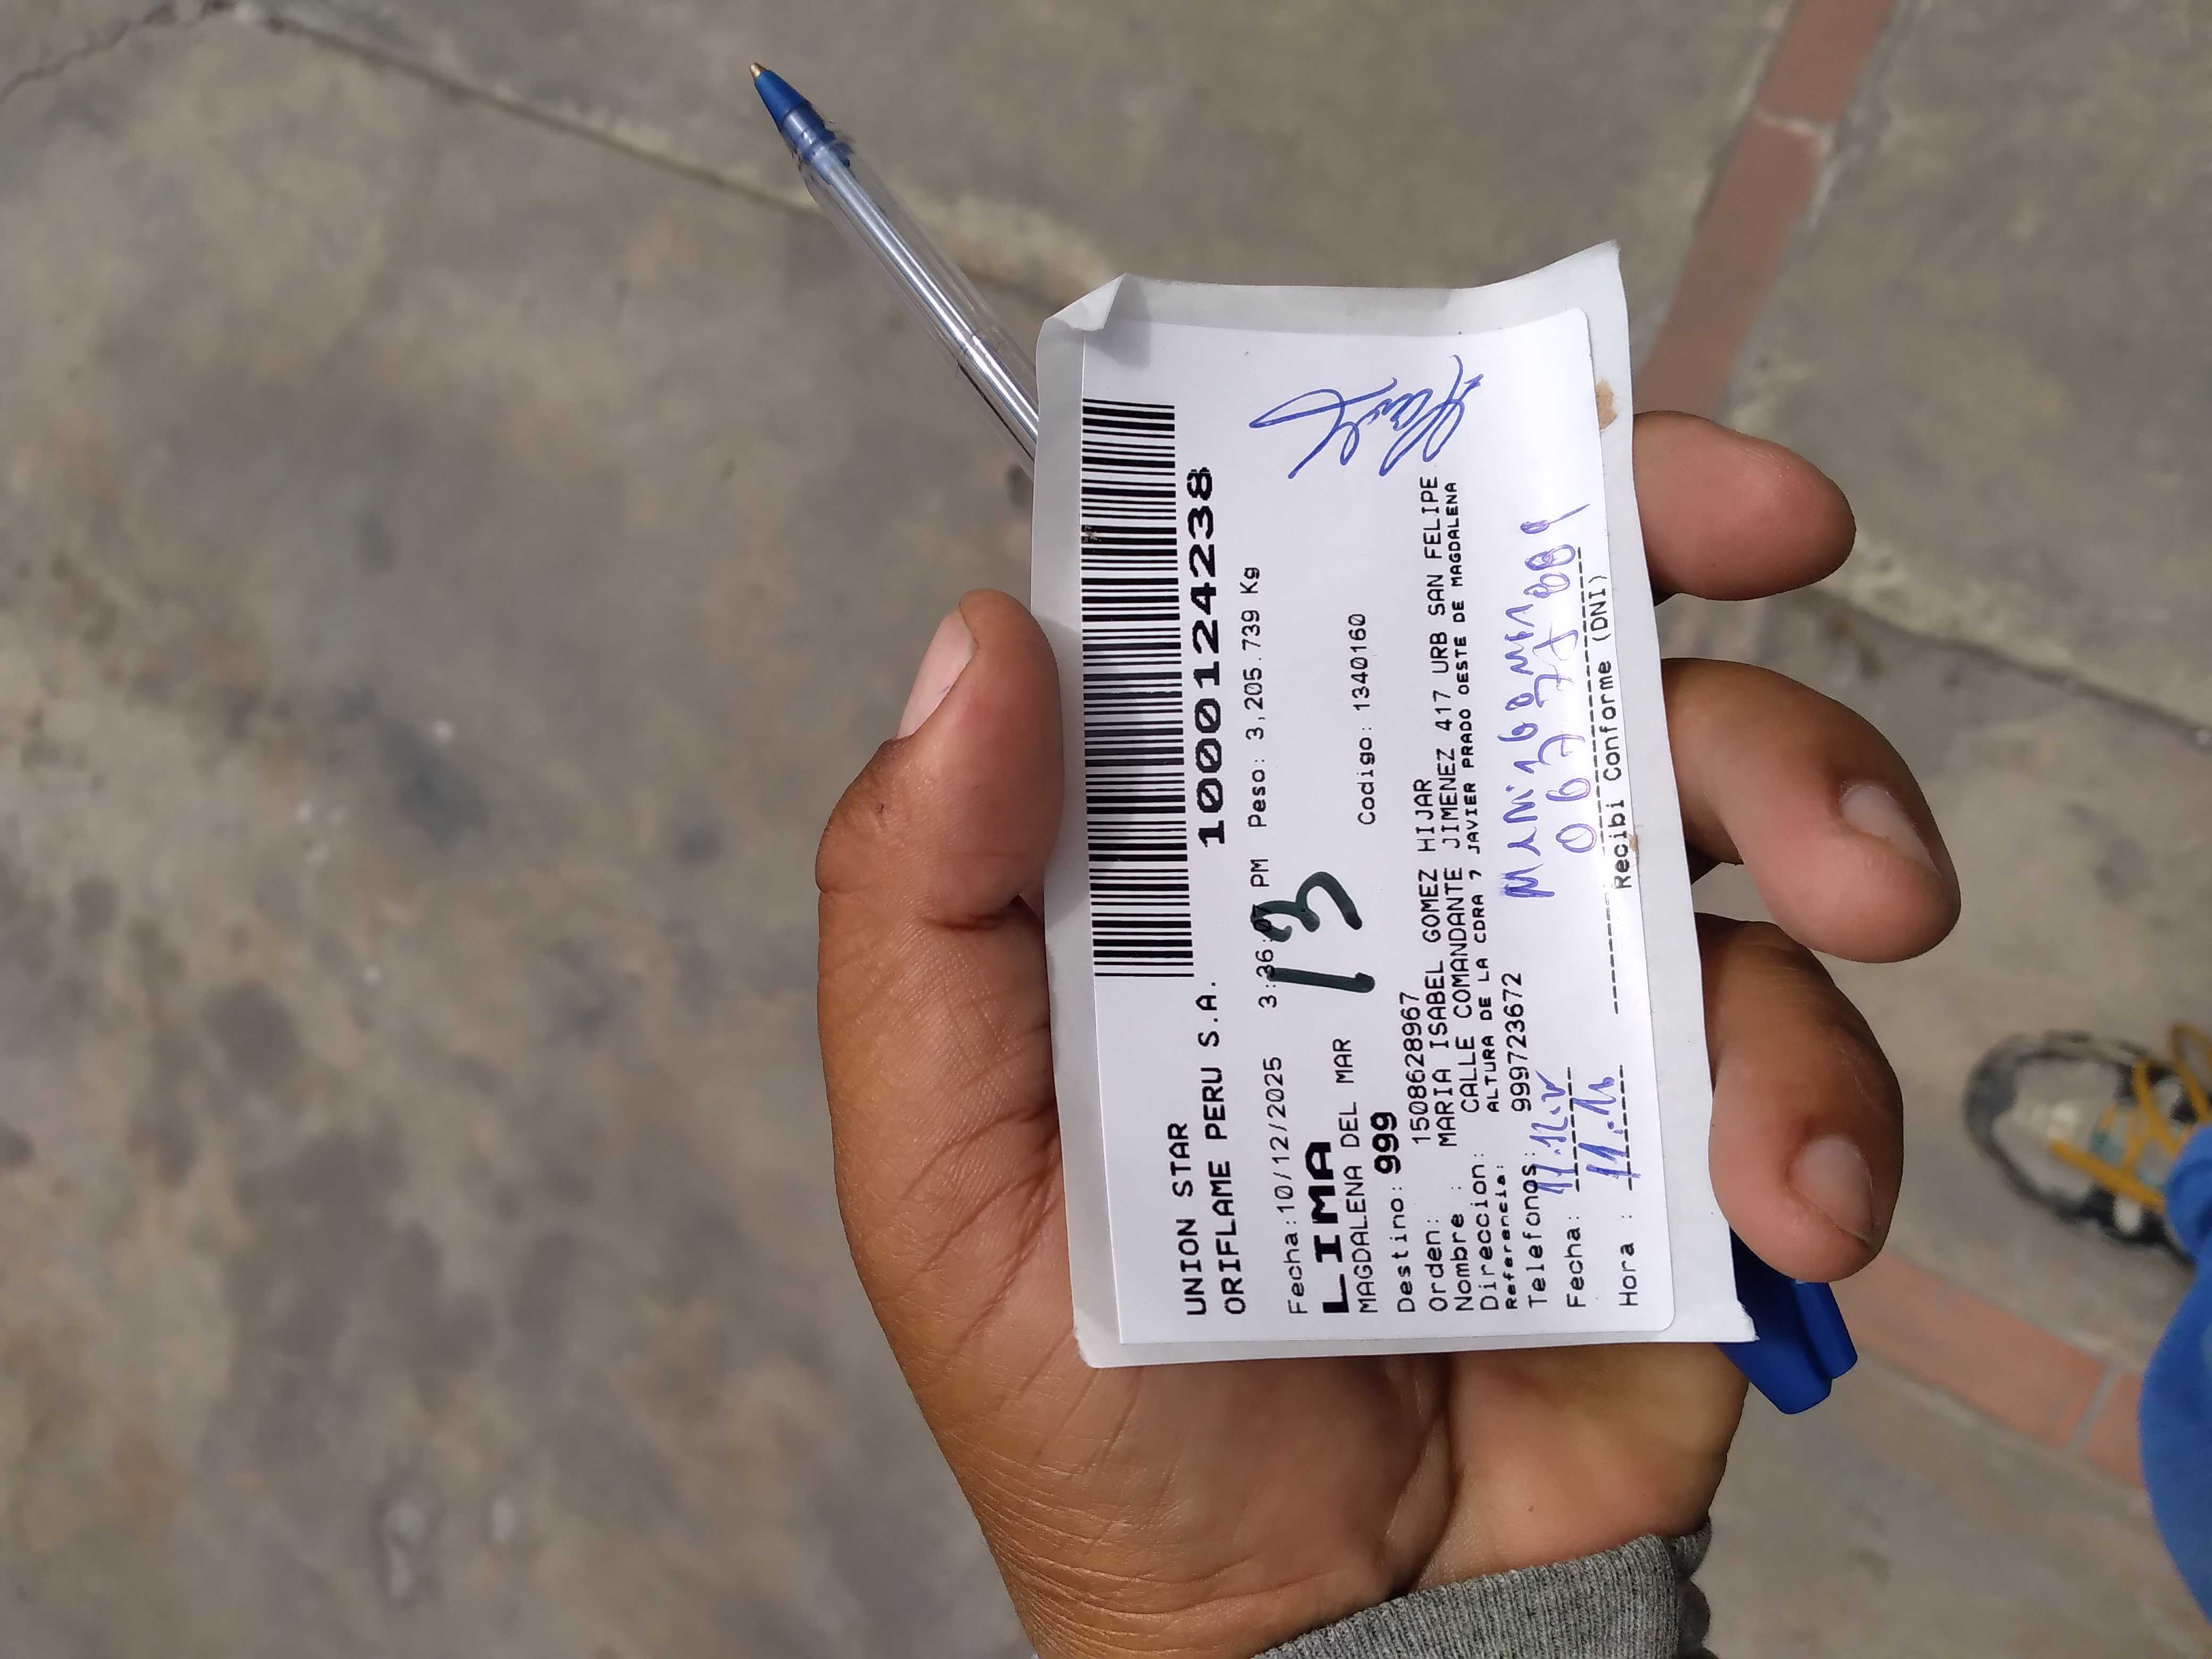 UNION STAR
ORIFLAME PERU S.A. 1000124238
Fecha:10/12/2025 3:36:07 PM Peso: 3,205.739 Kg
LIMA 13
MAGDALENA DEL MAR
Destino: 999 Codigo: 1340160
Orden: 1508628967
Nombre : MARIA ISABEL GOMEZ HIJAR
Direccion: CALLE COMANDANTE JIMENEZ 417 URB SAN FELIPE
Referencia: ALTURA DE LA CDRA 7 JAVIER PRADO OESTE DE MAGDALENA
Telefonos: 999723672
Fecha:
Hora :
Recibi Conforme (DNI)